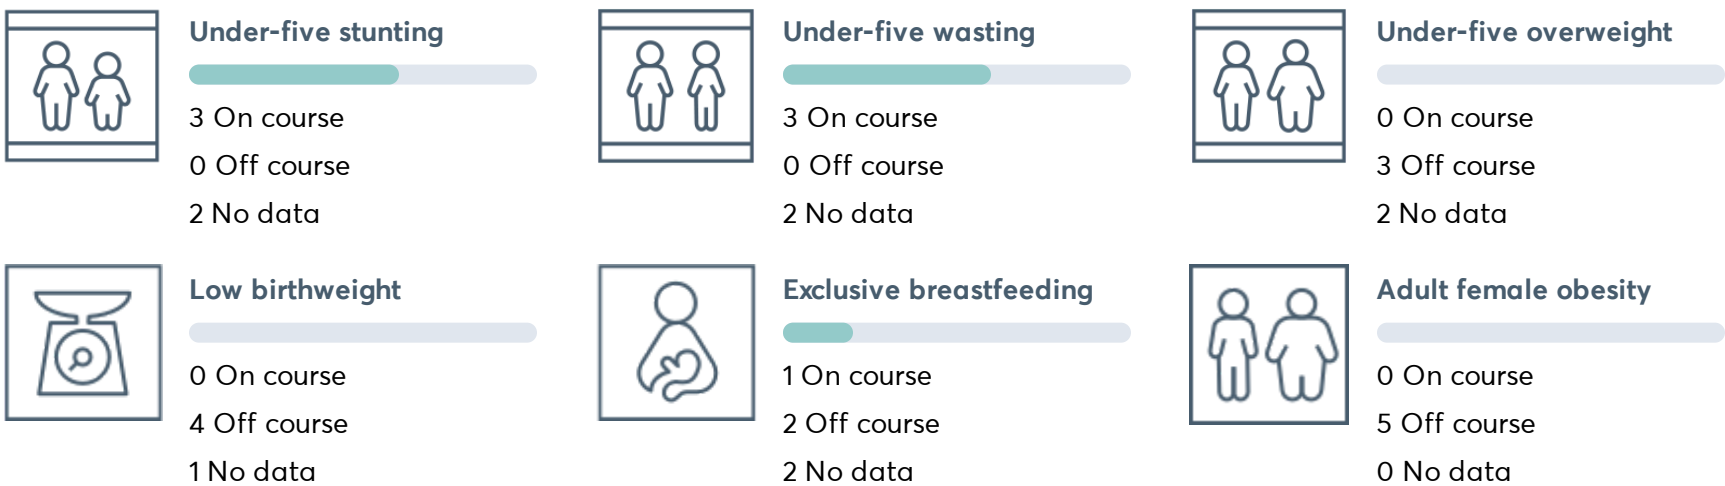 Under-five stunting
3 On course
0 Off course
2 No data
Under-five wasting
3 On course
0 Off course
2 No data
Under-five overweight
0 On course
3 Off course
2 No data
Low birthweight
0 On course
4 Off course
1 No data
Exclusive breastfeeding
1 On course
2 Off course
2 No data
Adult female obesity
0 On course
5 Off course
0 No data